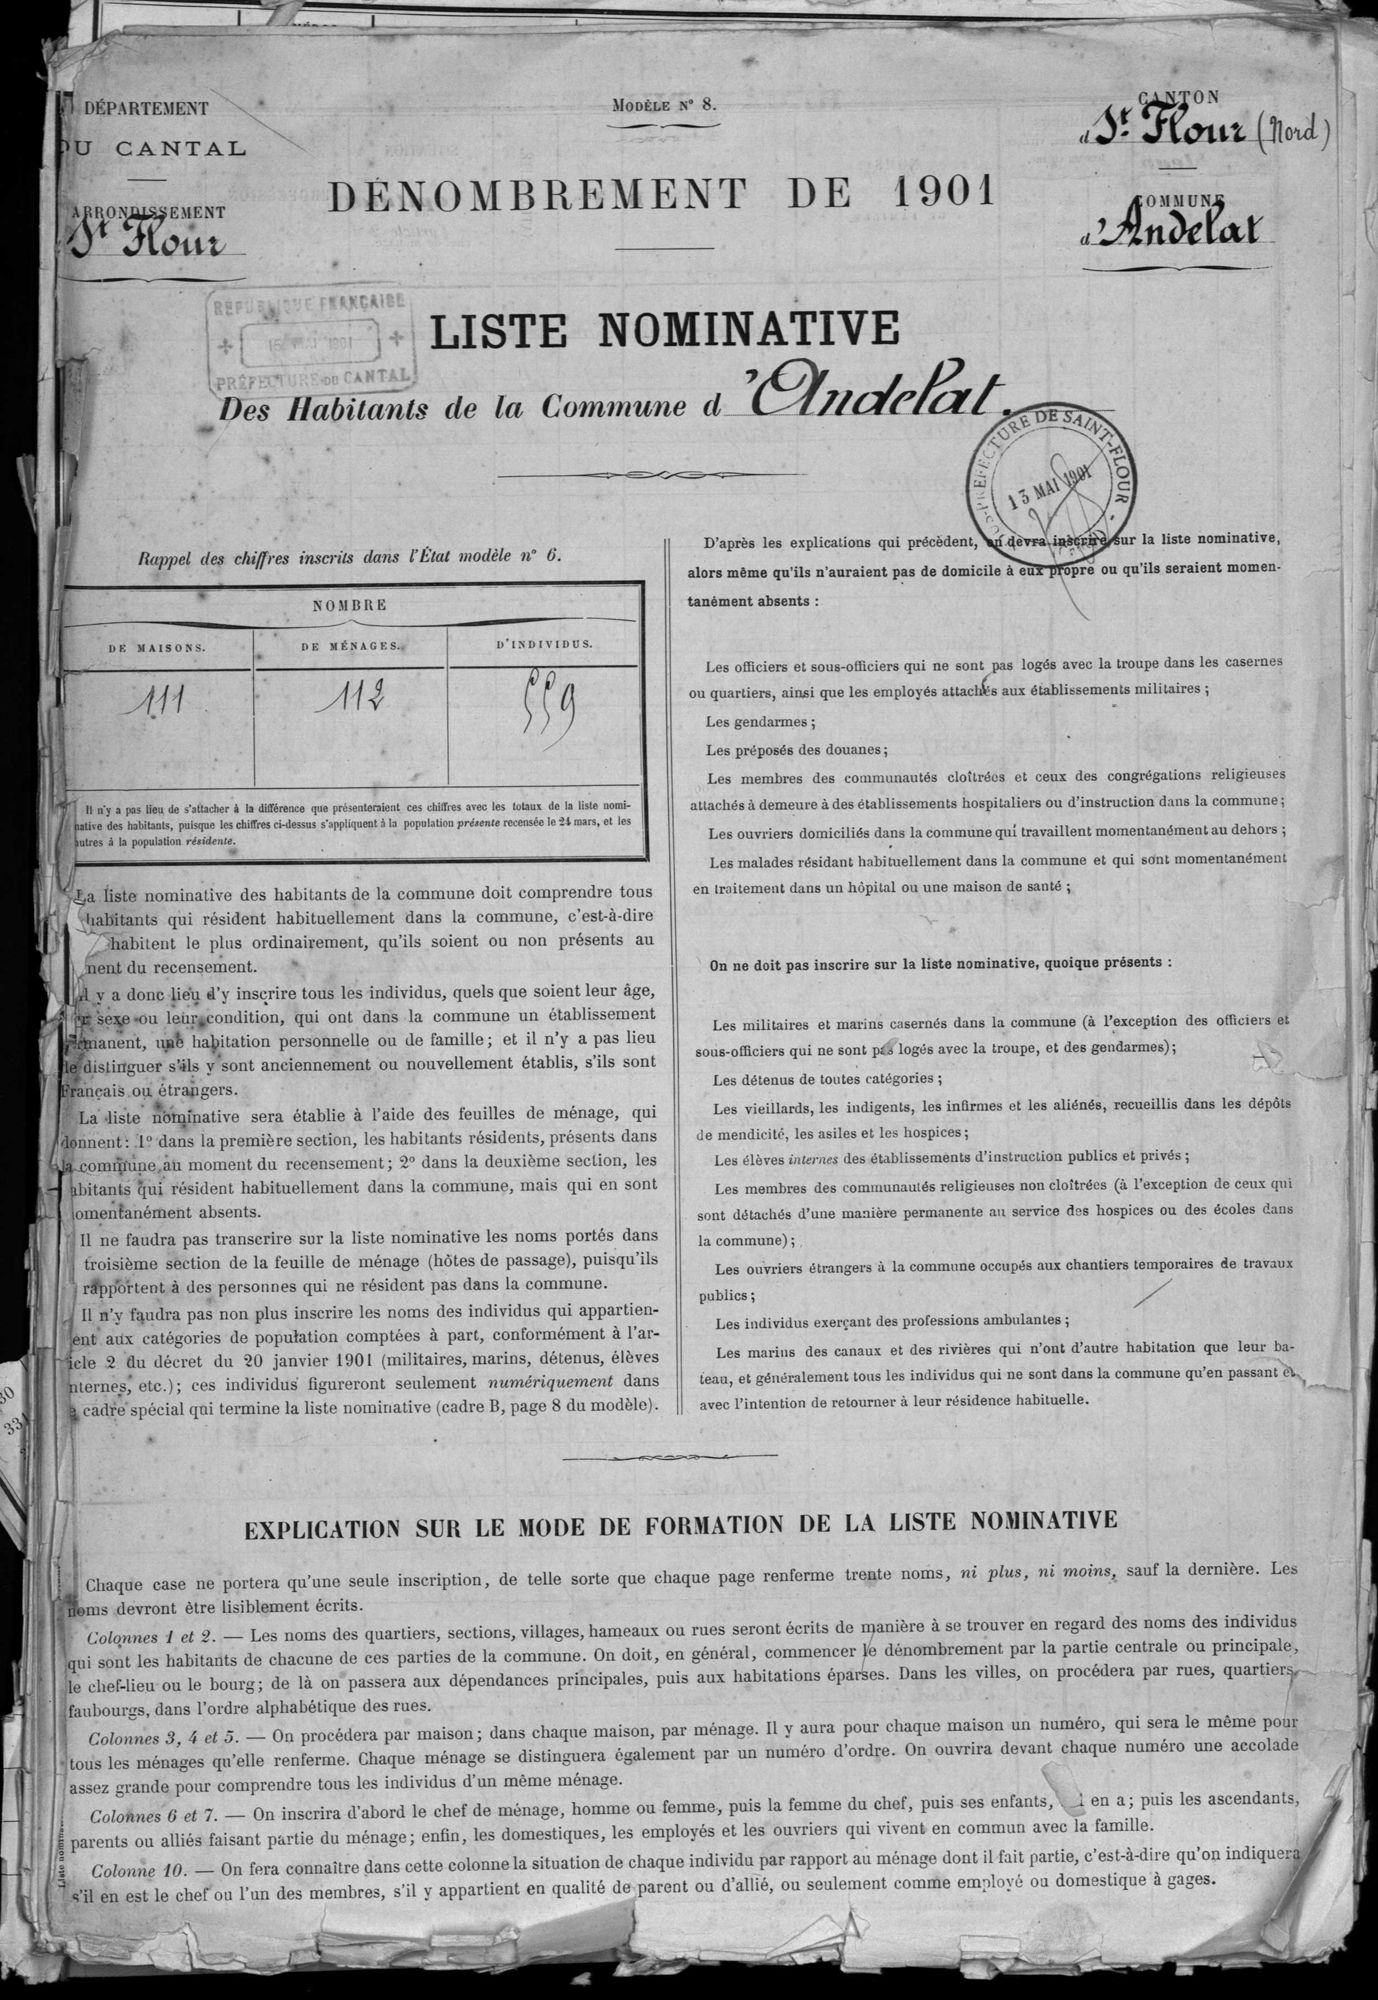 DÉPARTEMENT
DU CANTAL
ARRONDISSEMENT
St Flour
MODÈLE N° 8.
CANTON
d St Flour (Nord)
COMMUNE
d'Andelat
DÉNOMBREMENT DE 1901
RÉPUBLIQUE FRANÇAISE
15 MAI 1901
PRÉFECTURE DU CANTAL
LISTE NOMINATIVE
Des Habitants de la Commune d'Andelat.
SOUS-PRÉFECTURE DE SAINT-FLOUR
13 MAI 1901
Rappel des chiffres inscrits dans l'État modèle n° 6.
NOMBRE
DE MAISONS. DE MÉNAGES. D'INDIVIDUS.
111 112 559
Il n'y a pas lieu de s'attacher à la différence que présenteraient ces chiffres avec les totaux de la liste nomi-
native des habitants, puisque les chiffres ci-dessus s'appliquent à la population présente recensée le 24 mars, et les
autres à la population résidente.
La liste nominative des habitants de la commune doit comprendre tous
habitants qui résident habituellement dans la commune, c'est-à-dire
habitent le plus ordinairement, qu'ils soient ou non présents au
ment du recensement.
Il y a donc lieu d'y inscrire tous les individus, quels que soient leur âge,
leur sexe ou leur condition, qui ont dans la commune un établissement
permanent, une habitation personnelle ou de famille; et il n'y a pas lieu
de distinguer s'ils y sont anciennement ou nouvellement établis, s'ils sont
Français ou étrangers.
La liste nominative sera établie à l'aide des feuilles de ménage, qui
donnent: 1° dans la première section, les habitants résidents, présents dans
la commune au moment du recensement; 2° dans la deuxième section, les
abitants qui résident habituellement dans la commune, mais qui en sont
omentanément absents.
Il ne faudra pas transcrire sur la liste nominative les noms portés dans
troisième section de la feuille de ménage (hôtes de passage), puisqu'ils
rapportent à des personnes qui ne résident pas dans la commune.
Il n'y faudra pas non plus inscrire les noms des individus qui appartien-
ent aux catégories de population comptées à part, conformément à l'ar-
icle 2 du décret du 20 janvier 1901 (militaires, marins, détenus, élèves
nternes, etc.); ces individus figureront seulement numériquement dans
cadre spécial qui termine la liste nominative (cadre B, page 8 du modèle).
D'après les explications qui précèdent, on devra inscrire sur la liste nominative,
alors même qu'ils n'auraient pas de domicile à eux propre ou qu'ils seraient momen-
tanément absents :
Les officiers et sous-officiers qui ne sont pas logés avec la troupe dans les casernes
ou quartiers, ainsi que les employés attachés aux établissements militaires;
Les gendarmes;
Les préposés des douanes;
Les membres des communautés cloîtrées et ceux des congrégations religieuses
attachés à demeure à des établissements hospitaliers ou d'instruction dans la commune;
Les ouvriers domiciliés dans la commune qui travaillent momentanément au dehors;
Les malades résidant habituellement dans la commune et qui sont momentanément
en traitement dans un hôpital ou une maison de santé;
On ne doit pas inscrire sur la liste nominative, quoique présents :
Les militaires et marins casernés dans la commune (à l'exception des officiers et
sous-officiers qui ne sont pas logés avec la troupe, et des gendarmes);
Les détenus de toutes catégories;
Les vieillards, les indigents, les infirmes et les aliénés, recueillis dans les dépôts
de mendicité, les asiles et les hospices;
Les élèves internes des établissements d'instruction publics et privés;
Les membres des communautés religieuses non cloîtrées (à l'exception de ceux qui
sont détachés d'une manière permanente au service des hospices ou des écoles dans
la commune);
Les ouvriers étrangers à la commune occupés aux chantiers temporaires de travaux
publics;
Les individus exerçant des professions ambulantes;
Les marins des canaux et des rivières qui n'ont d'autre habitation que leur ba-
teau, et généralement tous les individus qui ne sont dans la commune qu'en passant et
avec l'intention de retourner à leur résidence habituelle.
EXPLICATION SUR LE MODE DE FORMATION DE LA LISTE NOMINATIVE
Chaque case ne portera qu'une seule inscription, de telle sorte que chaque page renferme trente noms, ni plus, ni moins, sauf la dernière. Les
noms devront être lisiblement écrits.
Colonnes 1 et 2. — Les noms des quartiers, sections, villages, hameaux ou rues seront écrits de manière à se trouver en regard des noms des individus
qui sont les habitants de chacune de ces parties de la commune. On doit, en général, commencer le dénombrement par la partie centrale ou principale,
le chef-lieu ou le bourg; de là on passera aux dépendances principales, puis aux habitations éparses. Dans les villes, on procédera par rues, quartiers,
faubourgs, dans l'ordre alphabétique des rues.
Colonnes 3, 4 et 5. — On procédera par maison; dans chaque maison, par ménage. Il y aura pour chaque maison un numéro, qui sera le même pour
tous les ménages qu'elle renferme. Chaque ménage se distinguera également par un numéro d'ordre. On ouvrira devant chaque numéro une accolade
assez grande pour comprendre tous les individus d'un même ménage.
Colonnes 6 et 7. — On inscrira d'abord le chef de ménage, homme ou femme, puis la femme du chef, puis ses enfants, en a; puis les ascendants,
parents ou alliés faisant partie du ménage; enfin, les domestiques, les employés et les ouvriers qui vivent en commun avec la famille.
Colonne 10. — On fera connaître dans cette colonne la situation de chaque individu par rapport au ménage dont il fait partie, c'est-à-dire qu'on indiquera
s'il en est le chef ou l'un des membres, s'il y appartient en qualité de parent ou d'allié, ou seulement comme employé ou domestique à gages.